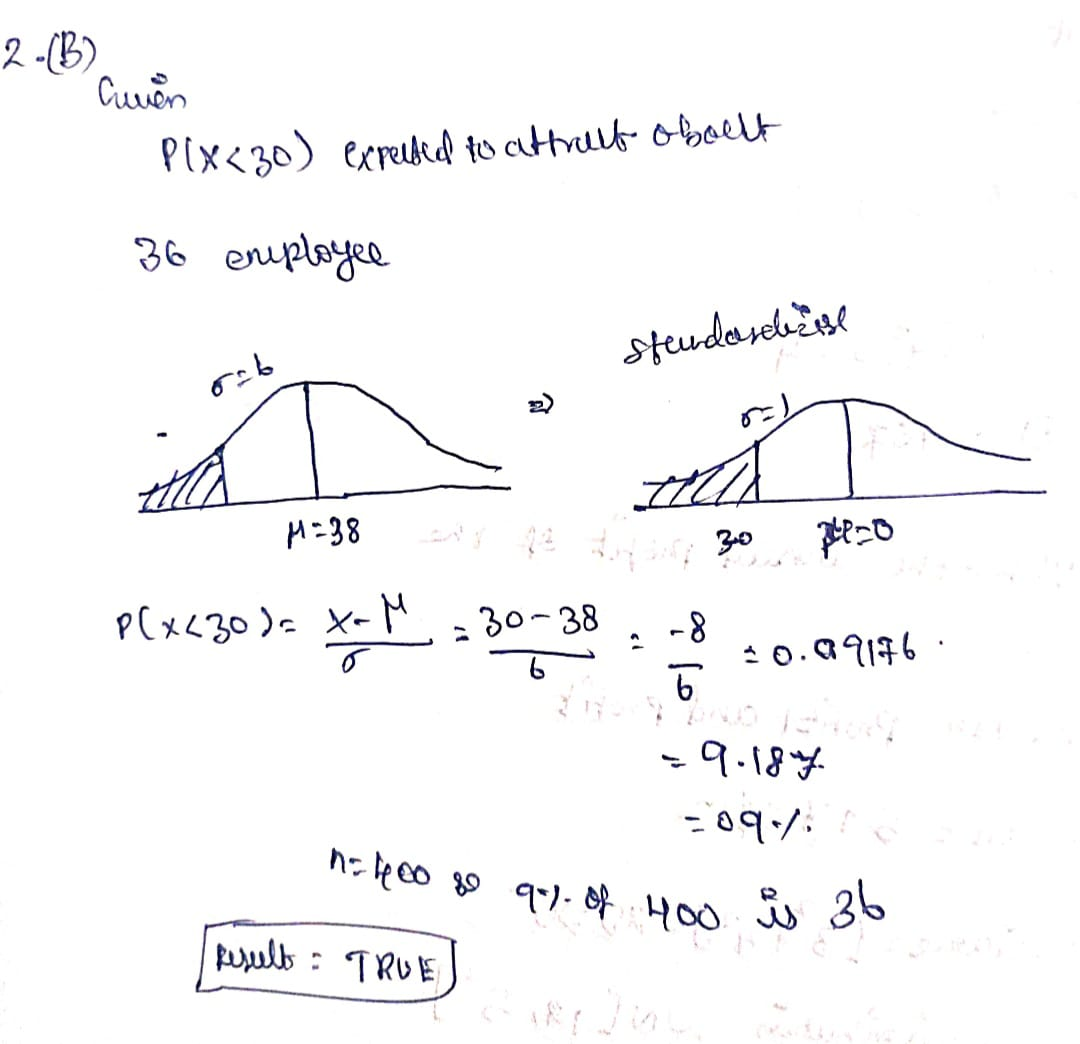 2-(B)
Given
P(X<30) expected to attract about
36 employee
standardize
σ=6 ⇒ σ=1
μ=38 30 μ=0
P(X<30)= X-μ/σ = 30-38/6 = -8/6 = 0.09176.
= 9.18%
= 09%
n=400 so 9% of 400 is 36
Result = TRUE